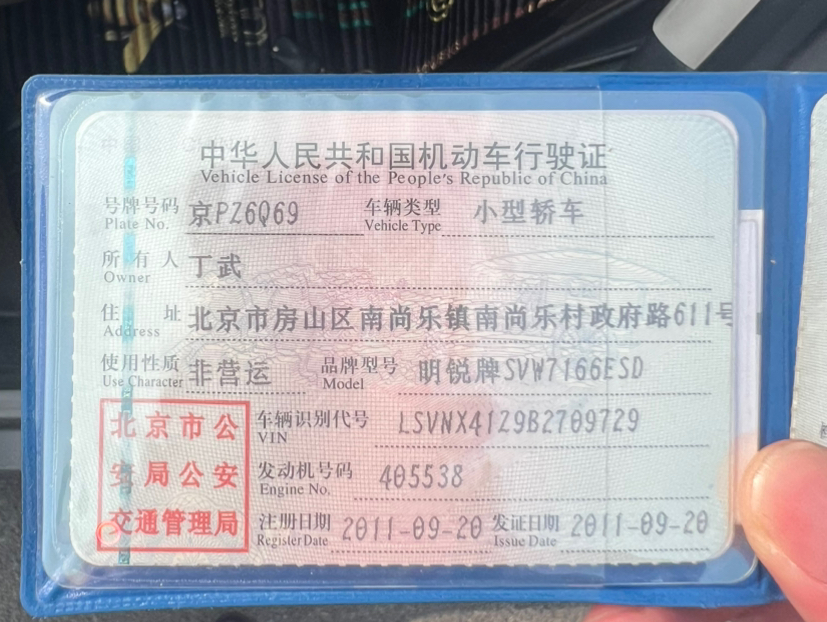 中华人民共和国机动车行驶证
Vehicle License of the People's Republic of China
号牌号码 京PZ6Q69 车辆类型 小型轿车
Plate No. Vehicle Type
所有人 丁武
Owner
住址 北京市房山区南尚乐镇南尚乐村政府路611号
Address
使用性质 非营运 品牌型号 明锐牌SVW7166ESD
Use Character Model
北京市公 车辆识别代号 LSVNX41Z9B2709729
VIN
安局公安 发动机号码 405538
Engine No.
交通管理局 注册日期 2011-09-20 发证日期 2011-09-20
Register Date Issue Date